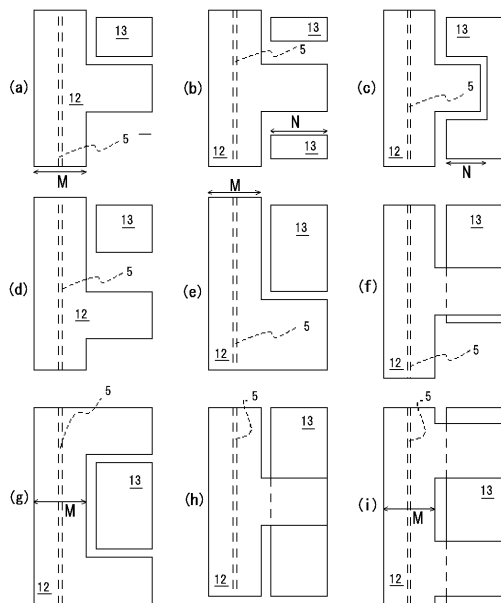 (a) 13 12 5 M
(b) 13 5 N 12 13
(c) 13 5 12 N
(d) 13 5 12
(e) M 13 5 12
(f) 13 12 5
(g) 5 13 M 12
(h) 5 13 12
(i) 5 M 13 12